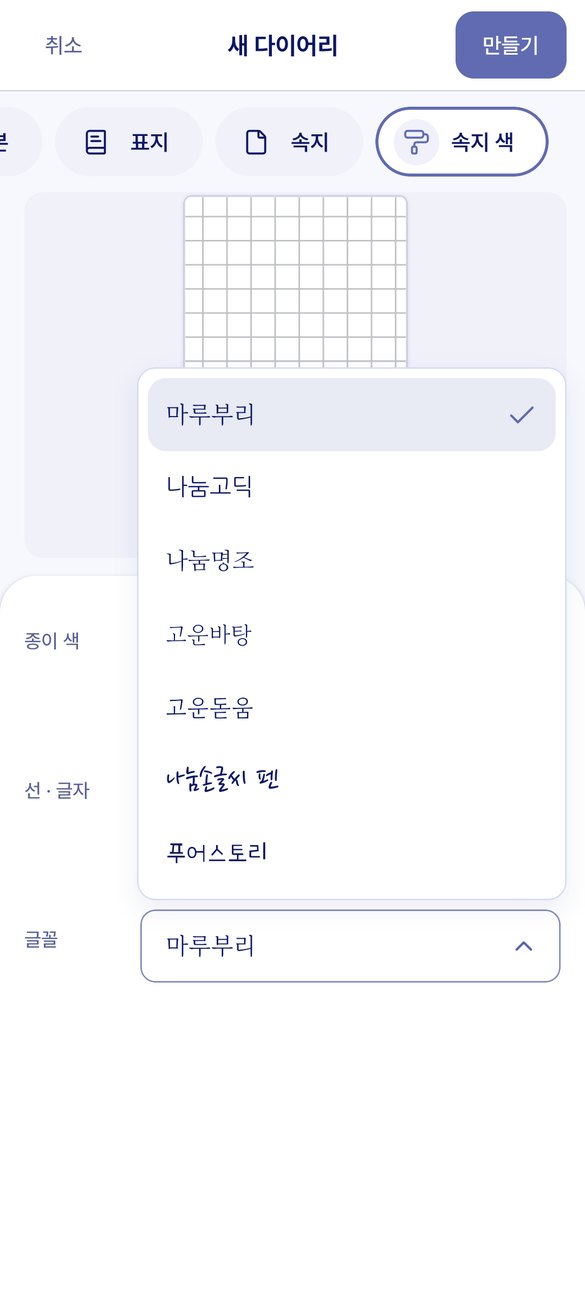 취소
새 다이어리
만들기
표지
속지
속지 색
마루부리
나눔고딕
나눔명조
고운바탕
고운돋움
나눔손글씨 펜
푸어스토리
종이 색
선 · 글자
글꼴
마루부리